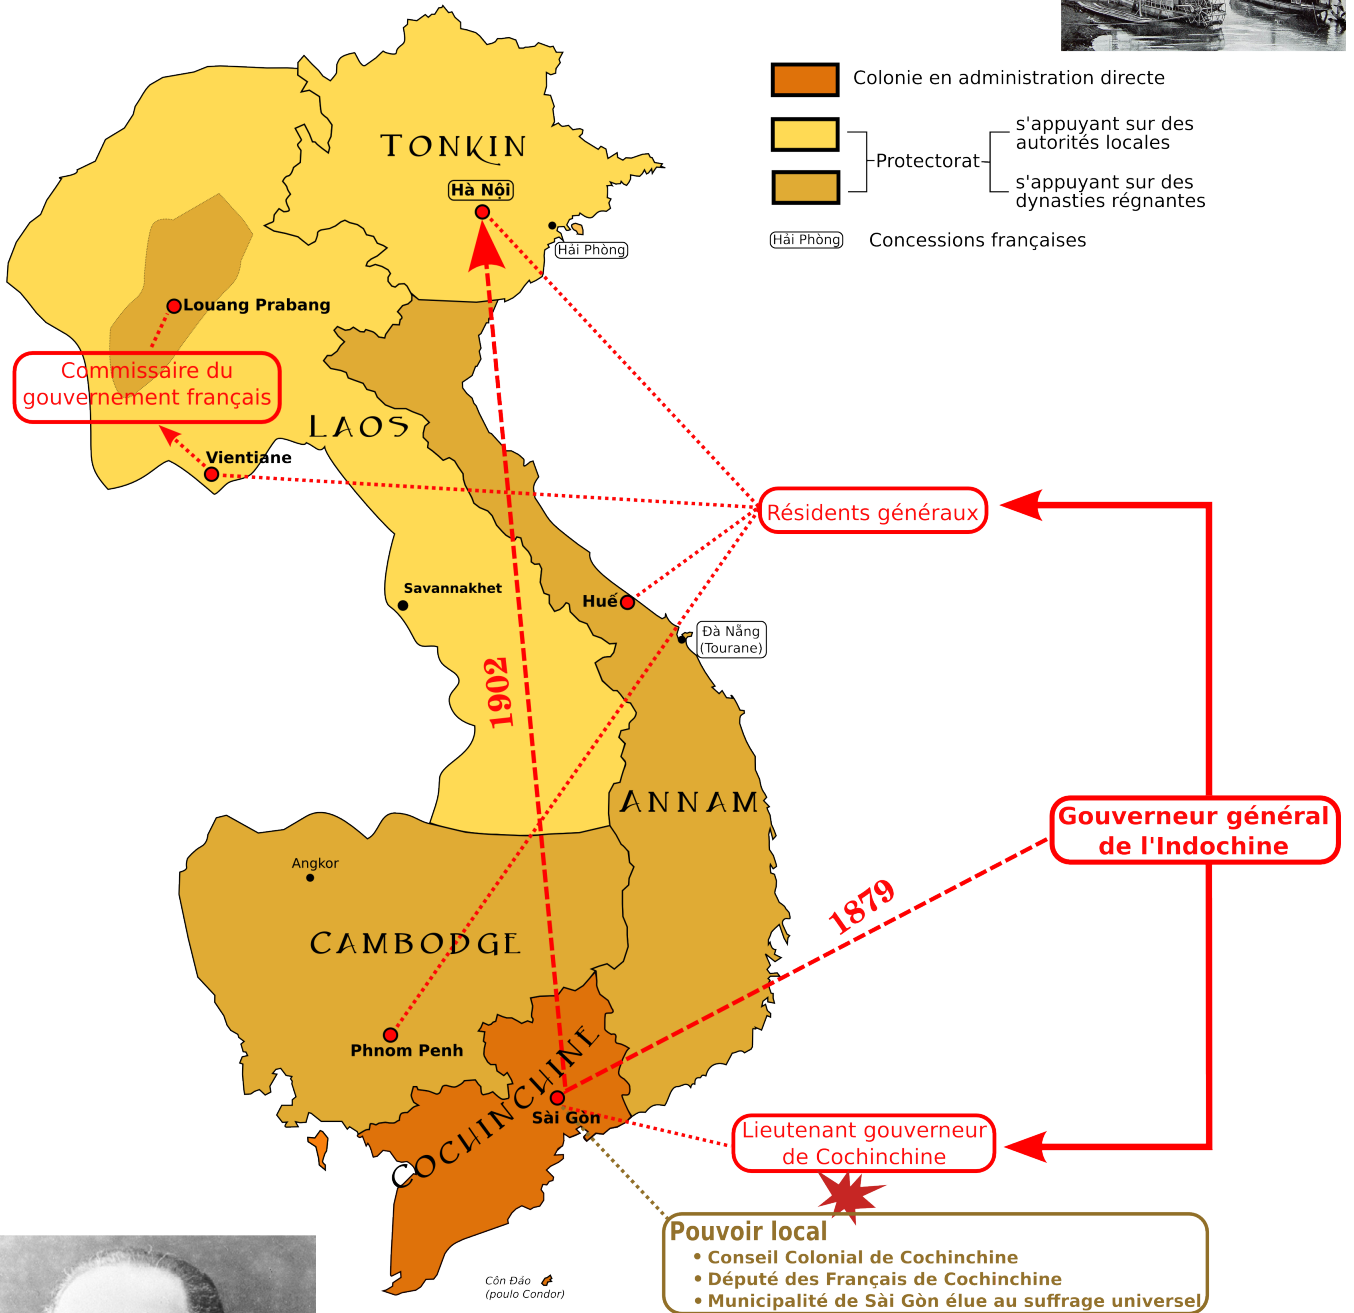 Colonie en administration directe
s'appuyant sur des
autorités locales
Protectorat
s'appuyant sur des
dynasties régnantes
Hải Phòng
Concessions françaises
TONKIN
Hà Nội
Hải Phòng
Louang Prabang
Commissaire du
gouvernement français
LAOS
Vientiane
Résidents généraux
Savannakhet
Huế
Đà Nẵng
(Tourane)
1902
ANNAM
Gouverneur général
de l'Indochine
Angkor
1879
CAMBODGE
Phnom Penh
COCHINCHINE
Sài Gòn
Lieutenant gouverneur
de Cochinchine
Pouvoir local
• Conseil Colonial de Cochinchine
• Député des Français de Cochinchine
• Municipalité de Sài Gòn élue au suffrage universel
Côn Đáo
(poulo Condor)